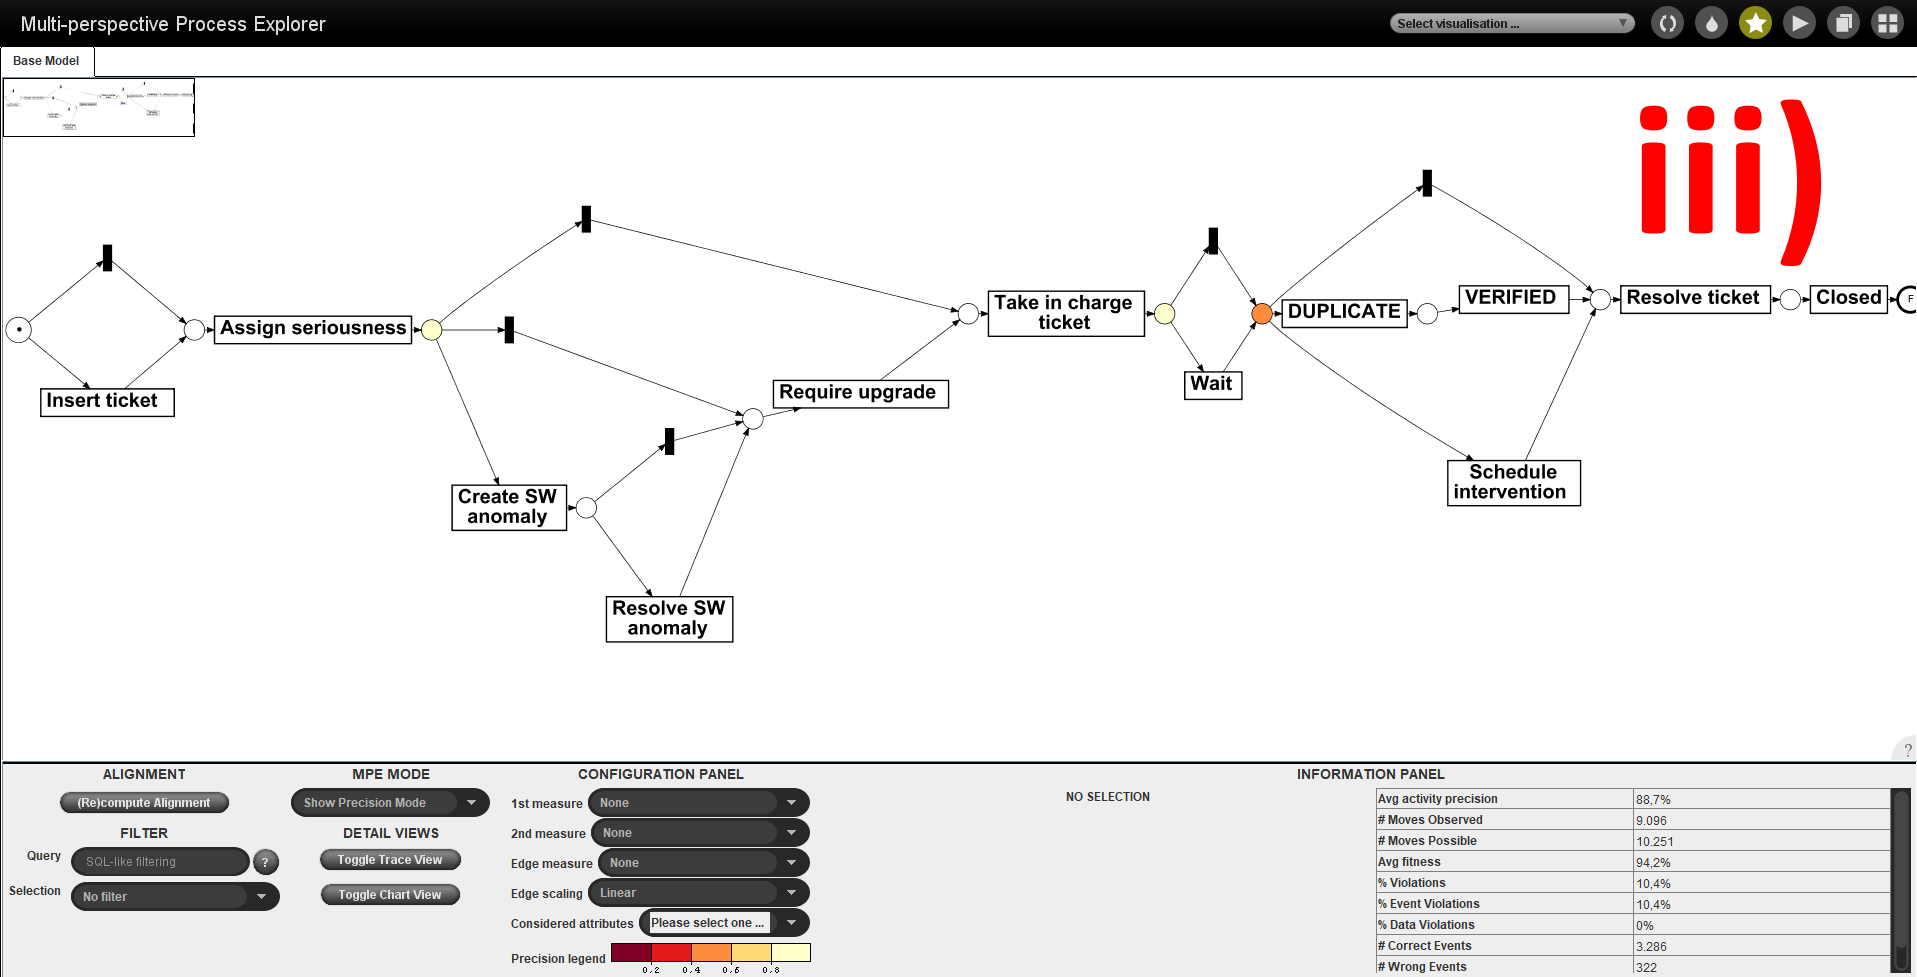 Multi-perspective Process Explorer
Select visualisation ...
Base Model
iii)
Insert ticket
Assign seriousness
Create SW
anomaly
Resolve SW
anomaly
Require upgrade
Take in charge
ticket
Wait
DUPLICATE
VERIFIED
Schedule
intervention
Resolve ticket
Closed
F
?
ALIGNMENT
(Re)compute Alignment
FILTER
Query
SQL-like filtering
?
Selection
No filter
MPE MODE
Show Precision Mode
DETAIL VIEWS
Toggle Trace View
Toggle Chart View
CONFIGURATION PANEL
1st measure
None
2nd measure
None
Edge measure
None
Edge scaling
Linear
Considered attributes
Please select one ...
Precision legend
0.2 0.4 0.6 0.8
NO SELECTION
INFORMATION PANEL
Avg activity precision 88,7%
# Moves Observed 9.096
# Moves Possible 10.251
Avg fitness 94,2%
% Violations 10,4%
% Event Violations 10,4%
% Data Violations 0%
# Correct Events 3.286
# Wrong Events 322